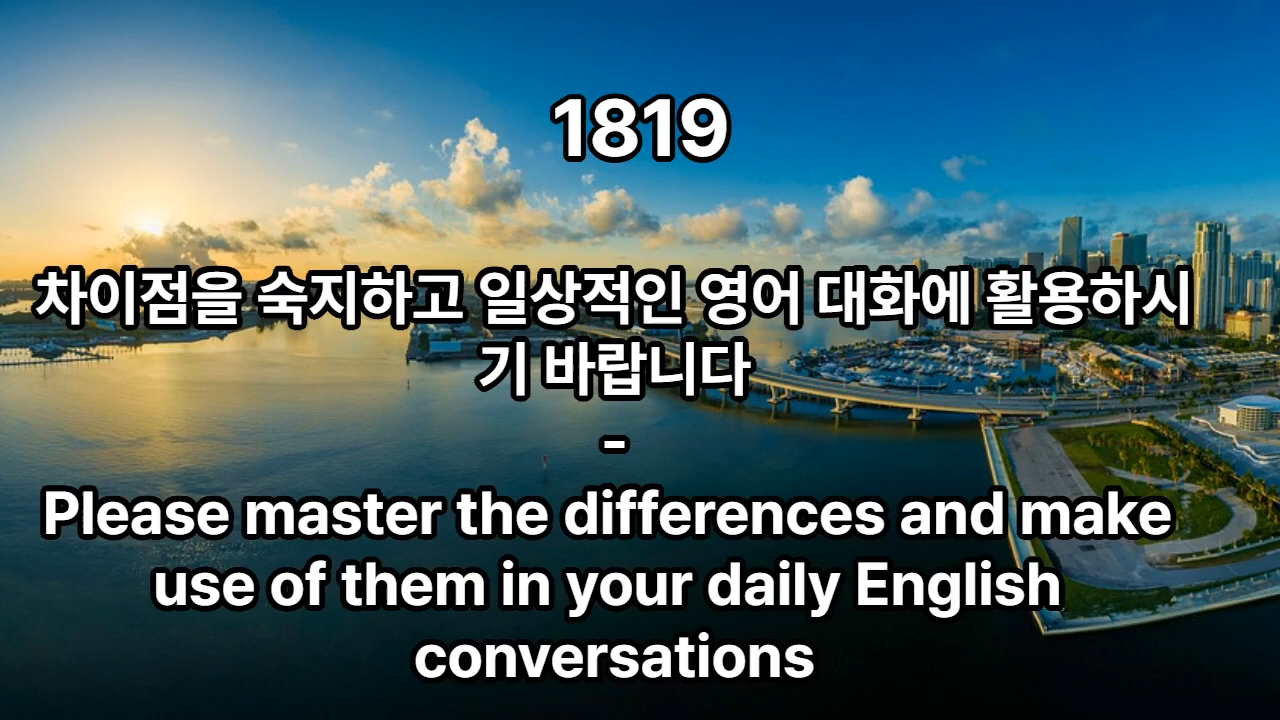 1819
차이점을 숙지하고 일상적인 영어 대화에 활용하시
기 바랍니다
-
Please master the differences and make
use of them in your daily English
conversations